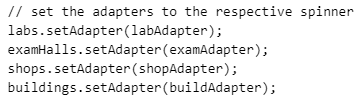 // set the adapters to the respective spinner
labs.setAdapter(labAdapter);
examHalls.setAdapter(examAdapter);
shops.setAdapter(shopAdapter);
buildings.setAdapter(buildAdapter);